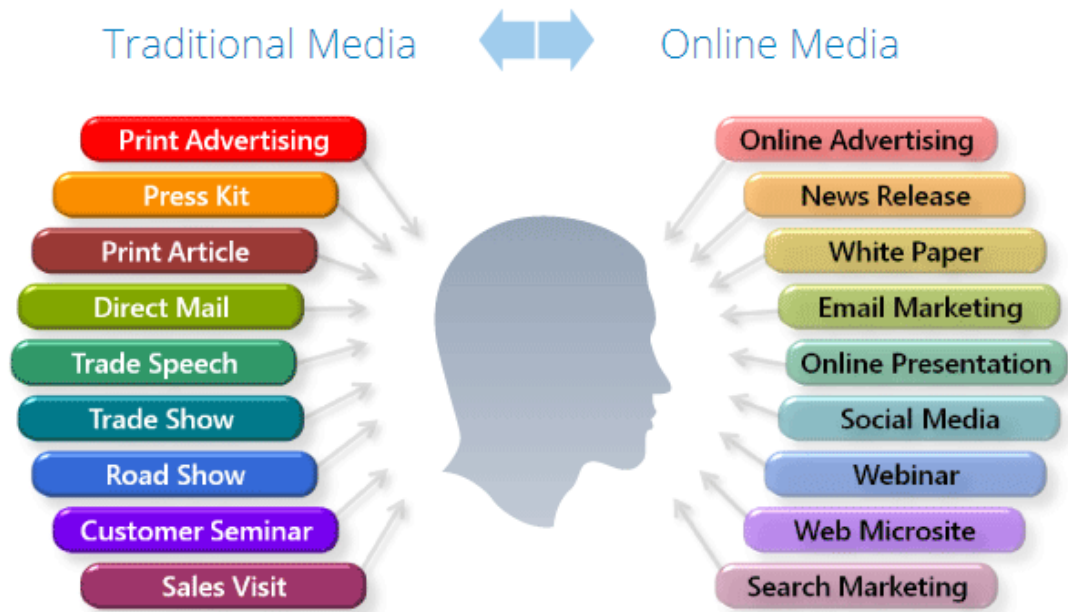 Traditional Media
Online Media
Print Advertising
Press Kit
Print Article
Direct Mail
Trade Speech
Trade Show
Road Show
Customer Seminar
Sales Visit
Online Advertising
News Release
White Paper
Email Marketing
Online Presentation
Social Media
Webinar
Web Microsite
Search Marketing